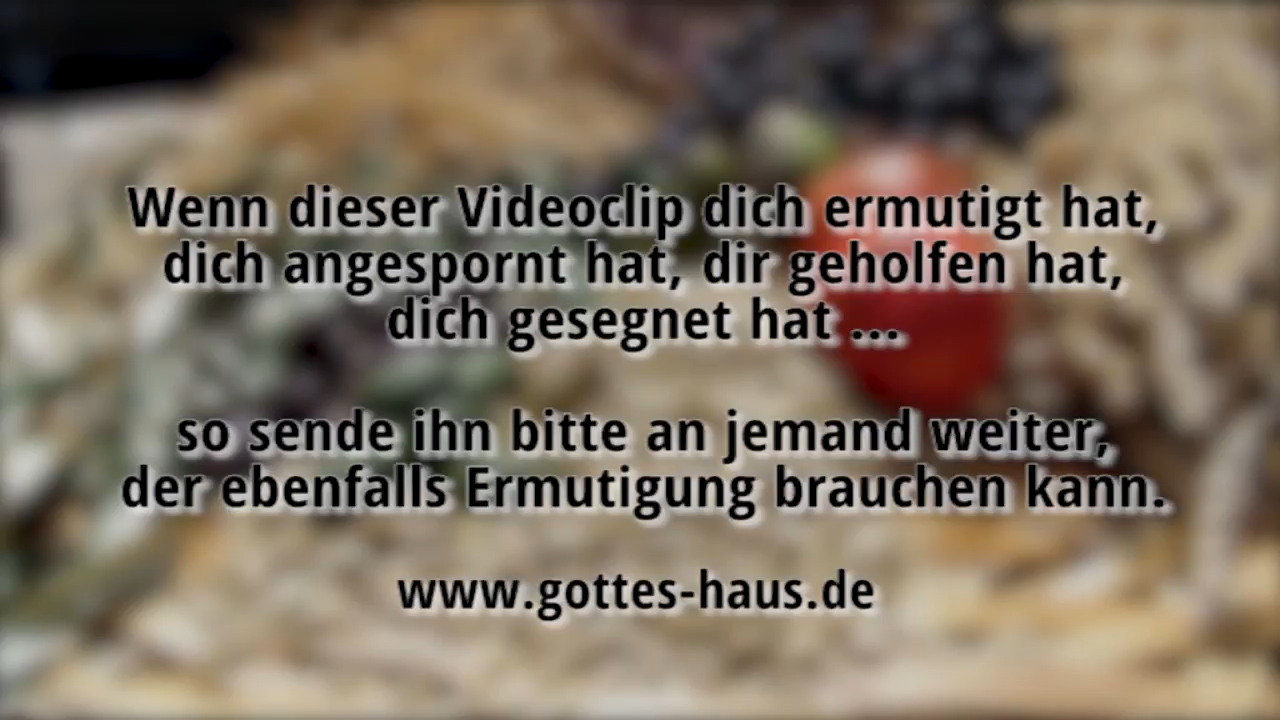 Wenn dieser Videoclip dich ermutigt hat,
dich angespornt hat, dir geholfen hat,
dich gesegnet hat ...
so sende ihn bitte an jemand weiter,
der ebenfalls Ermutigung brauchen kann.
www.gottes-haus.de